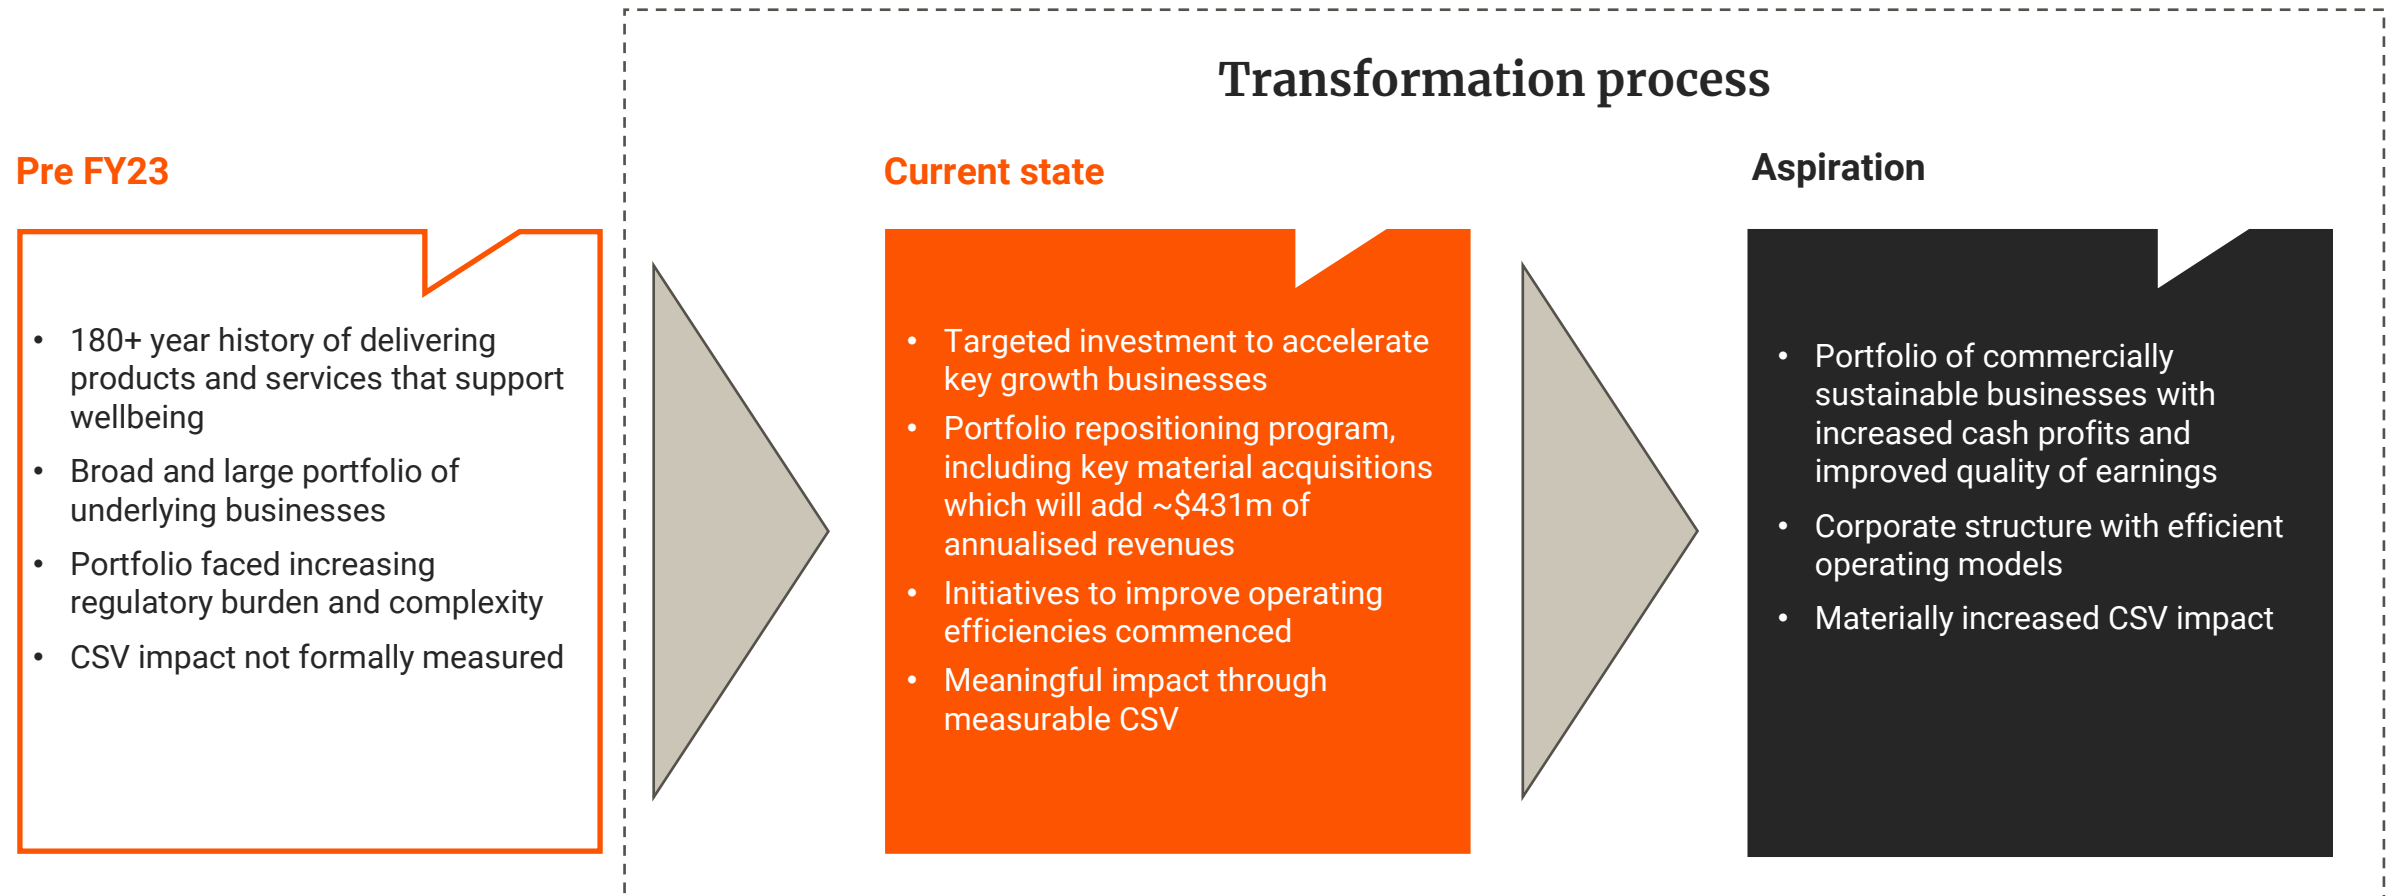 Transformation process
Pre FY23
• 180+ year history of delivering
products and services that support
wellbeing
• Broad and large portfolio of
underlying businesses
• Portfolio faced increasing
regulatory burden and complexity
• CSV impact not formally measured
Current state
• Targeted investment to accelerate
key growth businesses
• Portfolio repositioning program,
including key material acquisitions
which will add ~$431m of
annualised revenues
• Initiatives to improve operating
efficiencies commenced
• Meaningful impact through
measurable CSV
Aspiration
• Portfolio of commercially
sustainable businesses with
increased cash profits and
improved quality of earnings
• Corporate structure with efficient
operating models
• Materially increased CSV impact